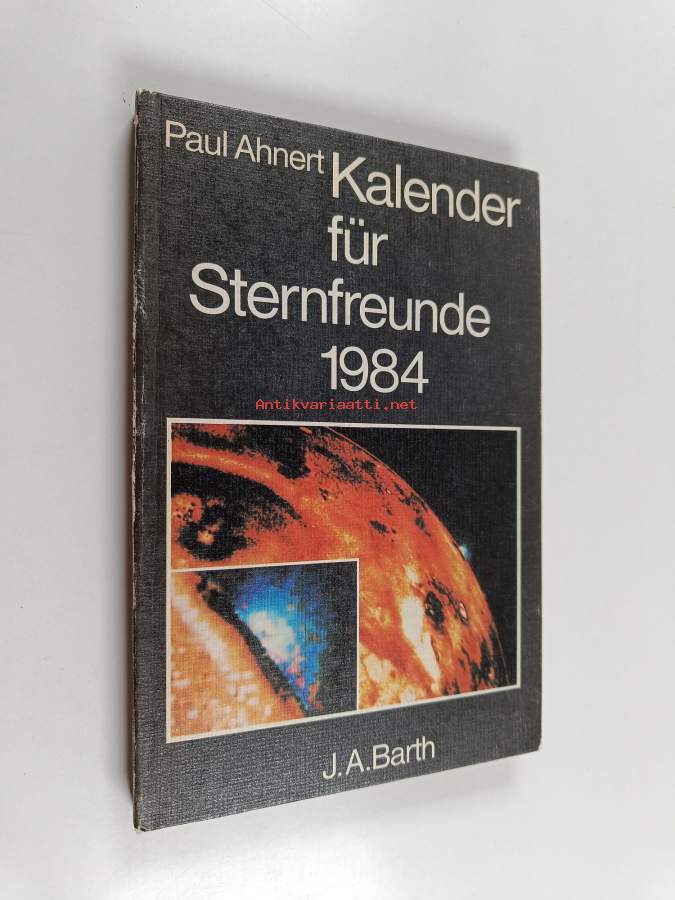 Paul Ahnert
Kalender
für
Sternfreunde
1984
Antikvariaatti.net
J.A.Barth